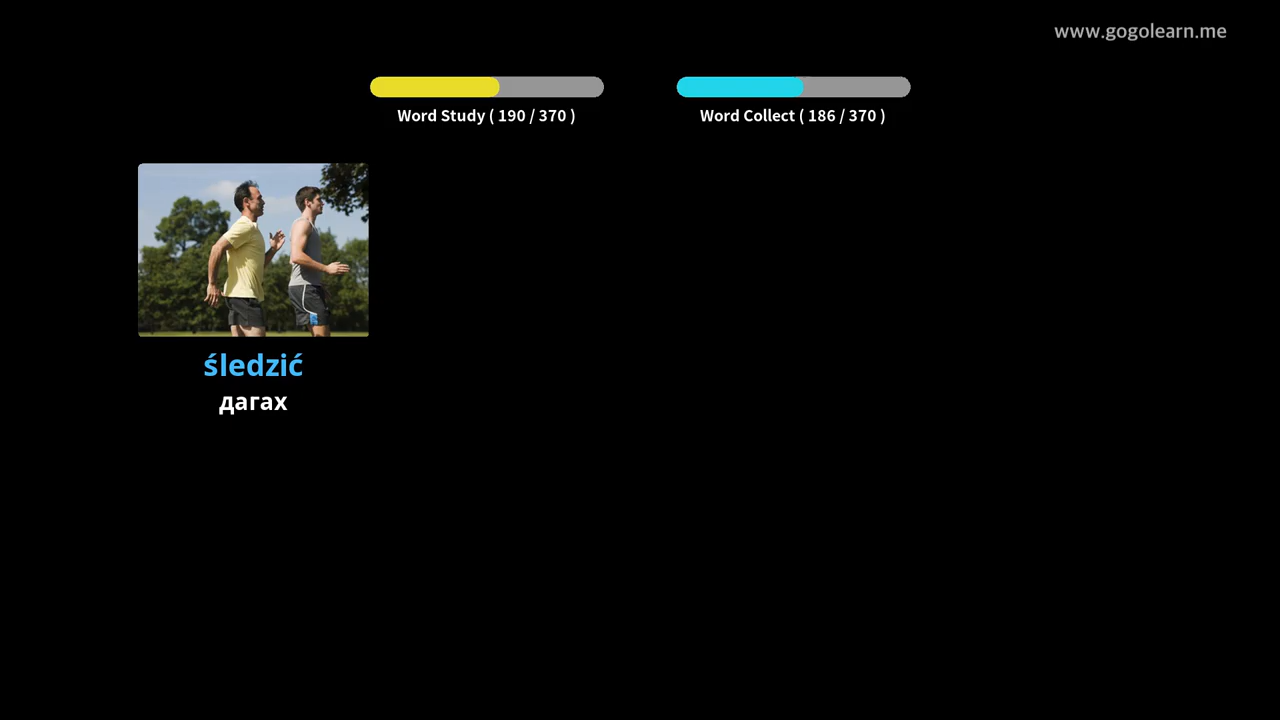 www.gogolearn.me
Word Study ( 190 / 370 )
Word Collect ( 186 / 370 )
śledzić
дагах